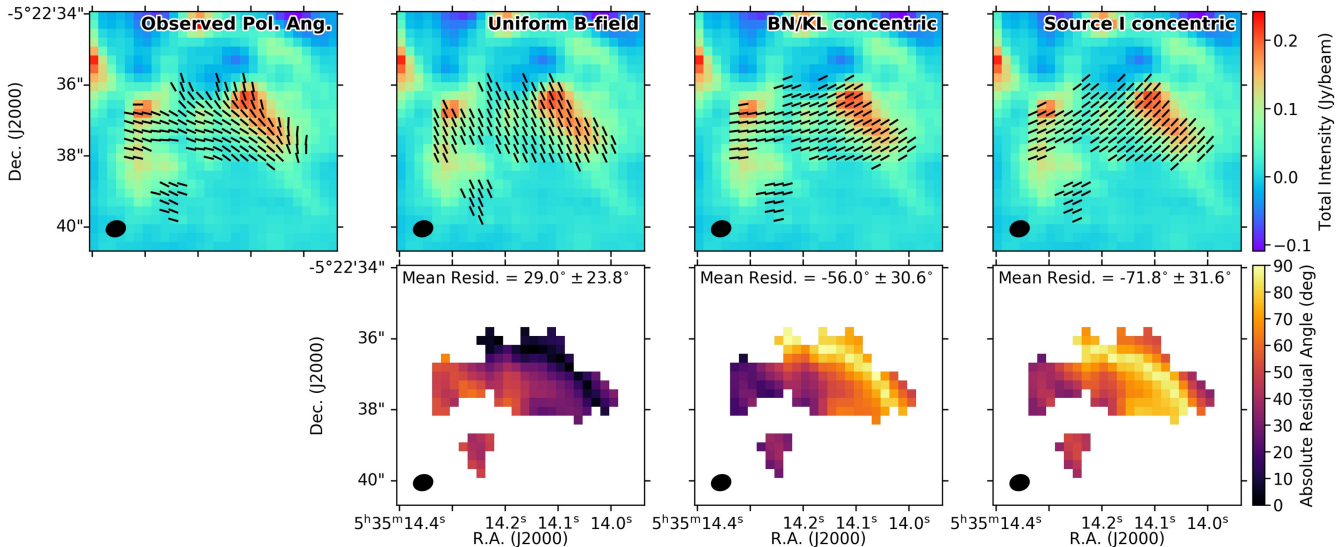 Observed Pol. Ang.
Uniform B-field
BN/KL concentric
Source I concentric
-5°22'34"
36"
38"
40"
Dec. (J2000)
0.2
0.1
0.0
−0.1
Total Intensity (Jy/beam)
Mean Resid. = 29.0° ±23.8°
Mean Resid. = -56.0° ±30.6°
Mean Resid. = -71.8° ±31.6°
-5°22'34"
36"
38"
40"
Dec. (J2000)
90
80
70
60
50
40
30
20
10
0
Absolute Residual Angle (deg)
5ʰ35ᵐ14.4ˢ 14.2ˢ 14.1ˢ 14.0ˢ
R.A. (J2000)
5ʰ35ᵐ14.4ˢ 14.2ˢ 14.1ˢ 14.0ˢ
R.A. (J2000)
5ʰ35ᵐ14.4ˢ 14.2ˢ 14.1ˢ 14.0ˢ
R.A. (J2000)